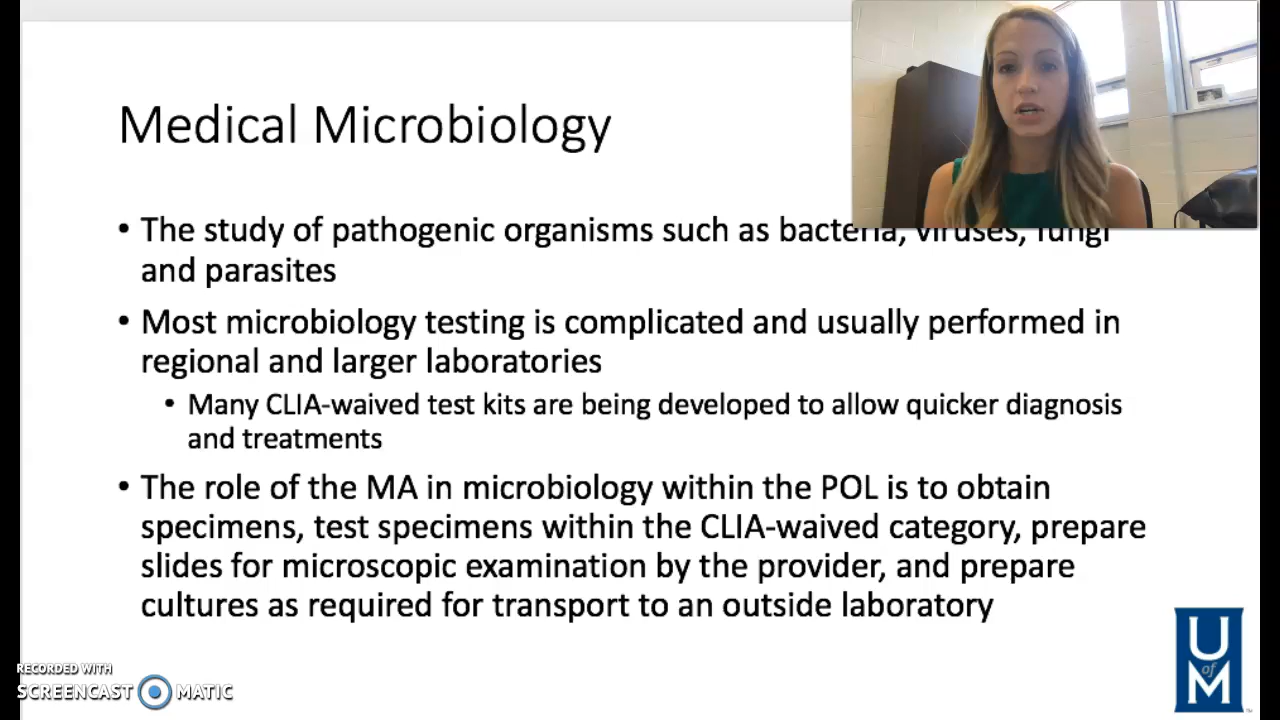 Medical Microbiology
• The study of pathogenic organisms such as bacteria, viruses, fungi
and parasites
• Most microbiology testing is complicated and usually performed in
regional and larger laboratories
• Many CLIA-waived test kits are being developed to allow quicker diagnosis
and treatments
• The role of the MA in microbiology within the POL is to obtain
specimens, test specimens within the CLIA-waived category, prepare
slides for microscopic examination by the provider, and prepare
cultures as required for transport to an outside laboratory
U
of
M
RECORDED WITH
SCREENCAST MATIC